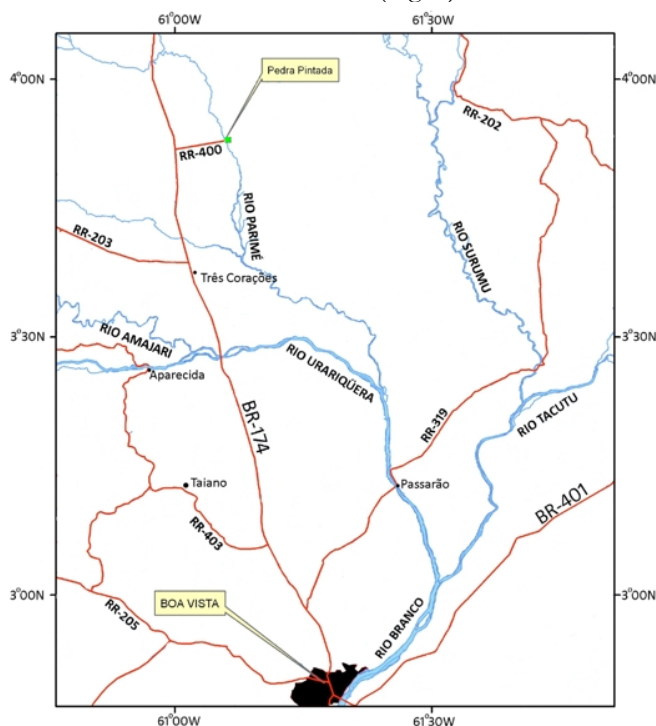 61°00W
61°30W
4°00N
4°00N
Pedra Pintada
RR-202
RR-400
RIO PARIMÉ
RIO SURUMU
RR-203
Três Corações
3°30N
3°30N
RIO AMAJARI
RIO URARIQÜERA
Aparecida
BR-174
RR-319
RIO TACUTU
Taiano
Passarão
BR-401
RR-403
3°00N
3°00N
BOA VISTA
RR-205
RIO BRANCO
61°00W
61°30W